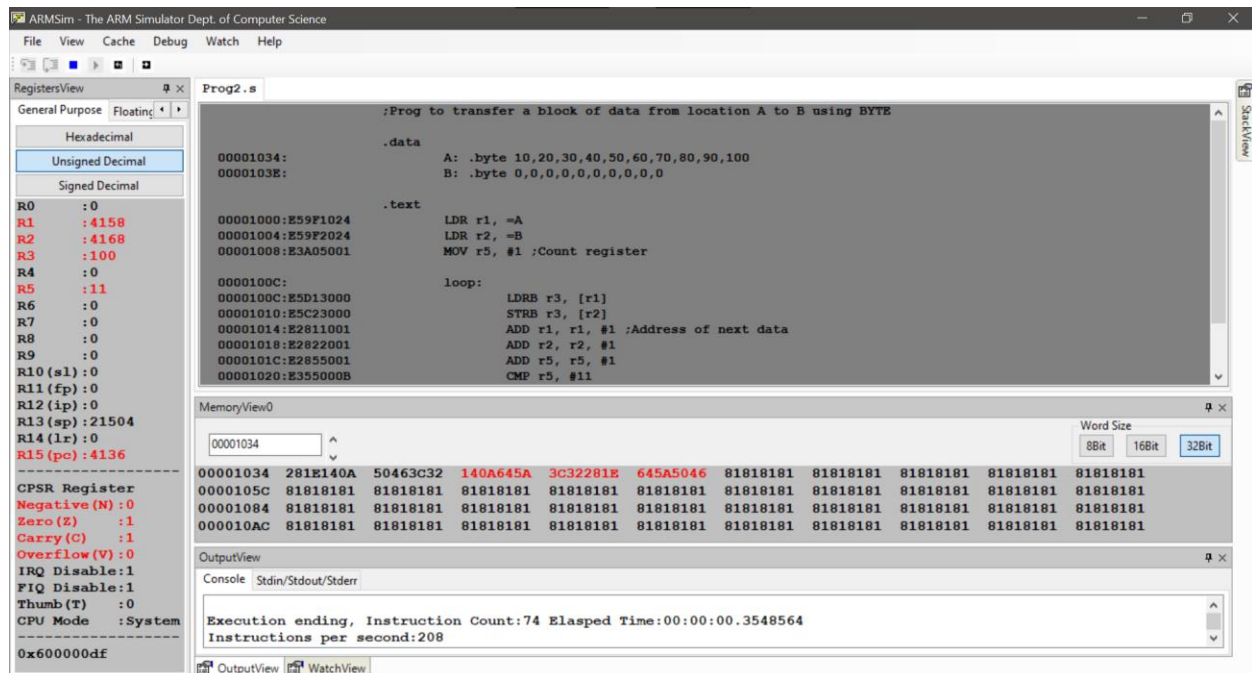 ARMSim - The ARM Simulator Dept. of Computer Science
File View Cache Debug Watch Help
RegistersView
General Purpose Floating
Hexadecimal
Unsigned Decimal
Signed Decimal
R0 :0
R1 :4158
R2 :4168
R3 :100
R4 :0
R5 :11
R6 :0
R7 :0
R8 :0
R9 :0
R10(sl):0
R11(fp):0
R12(ip):0
R13(sp):21504
R14(lr):0
R15(pc):4136
-------------------
CPSR Register
Negative(N):0
Zero(Z) :1
Carry(C) :1
Overflow(V):0
IRQ Disable:1
FIQ Disable:1
Thumb(T) :0
CPU Mode :System
-------------------
0x600000df
Prog2.s
;Prog to transfer a block of data from location A to B using BYTE
.data
00001034: A: .byte 10,20,30,40,50,60,70,80,90,100
0000103E: B: .byte 0,0,0,0,0,0,0,0,0,0
.text
00001000:E59F1024 LDR r1, =A
00001004:E59F2024 LDR r2, =B
00001008:E3A05001 MOV r5, #1 ;Count register
0000100C: loop:
0000100C:E5D13000 LDRB r3, [r1]
00001010:E5C23000 STRB r3, [r2]
00001014:E2811001 ADD r1, r1, #1 ;Address of next data
00001018:E2822001 ADD r2, r2, #1
0000101C:E2855001 ADD r5, r5, #1
00001020:E355000B CMP r5, #11
StackView
MemoryView0
00001034
Word Size
8Bit 16Bit 32Bit
00001034 281E140A 50463C32 140A645A 3C32281E 645A5046 81818181 81818181 81818181 81818181 81818181
0000105C 81818181 81818181 81818181 81818181 81818181 81818181 81818181 81818181 81818181 81818181
00001084 81818181 81818181 81818181 81818181 81818181 81818181 81818181 81818181 81818181 81818181
000010AC 81818181 81818181 81818181 81818181 81818181 81818181 81818181 81818181 81818181 81818181
OutputView
Console Stdin/Stdout/Stderr
Execution ending, Instruction Count:74 Elasped Time:00:00:00.3548564
Instructions per second:208
OutputView WatchView